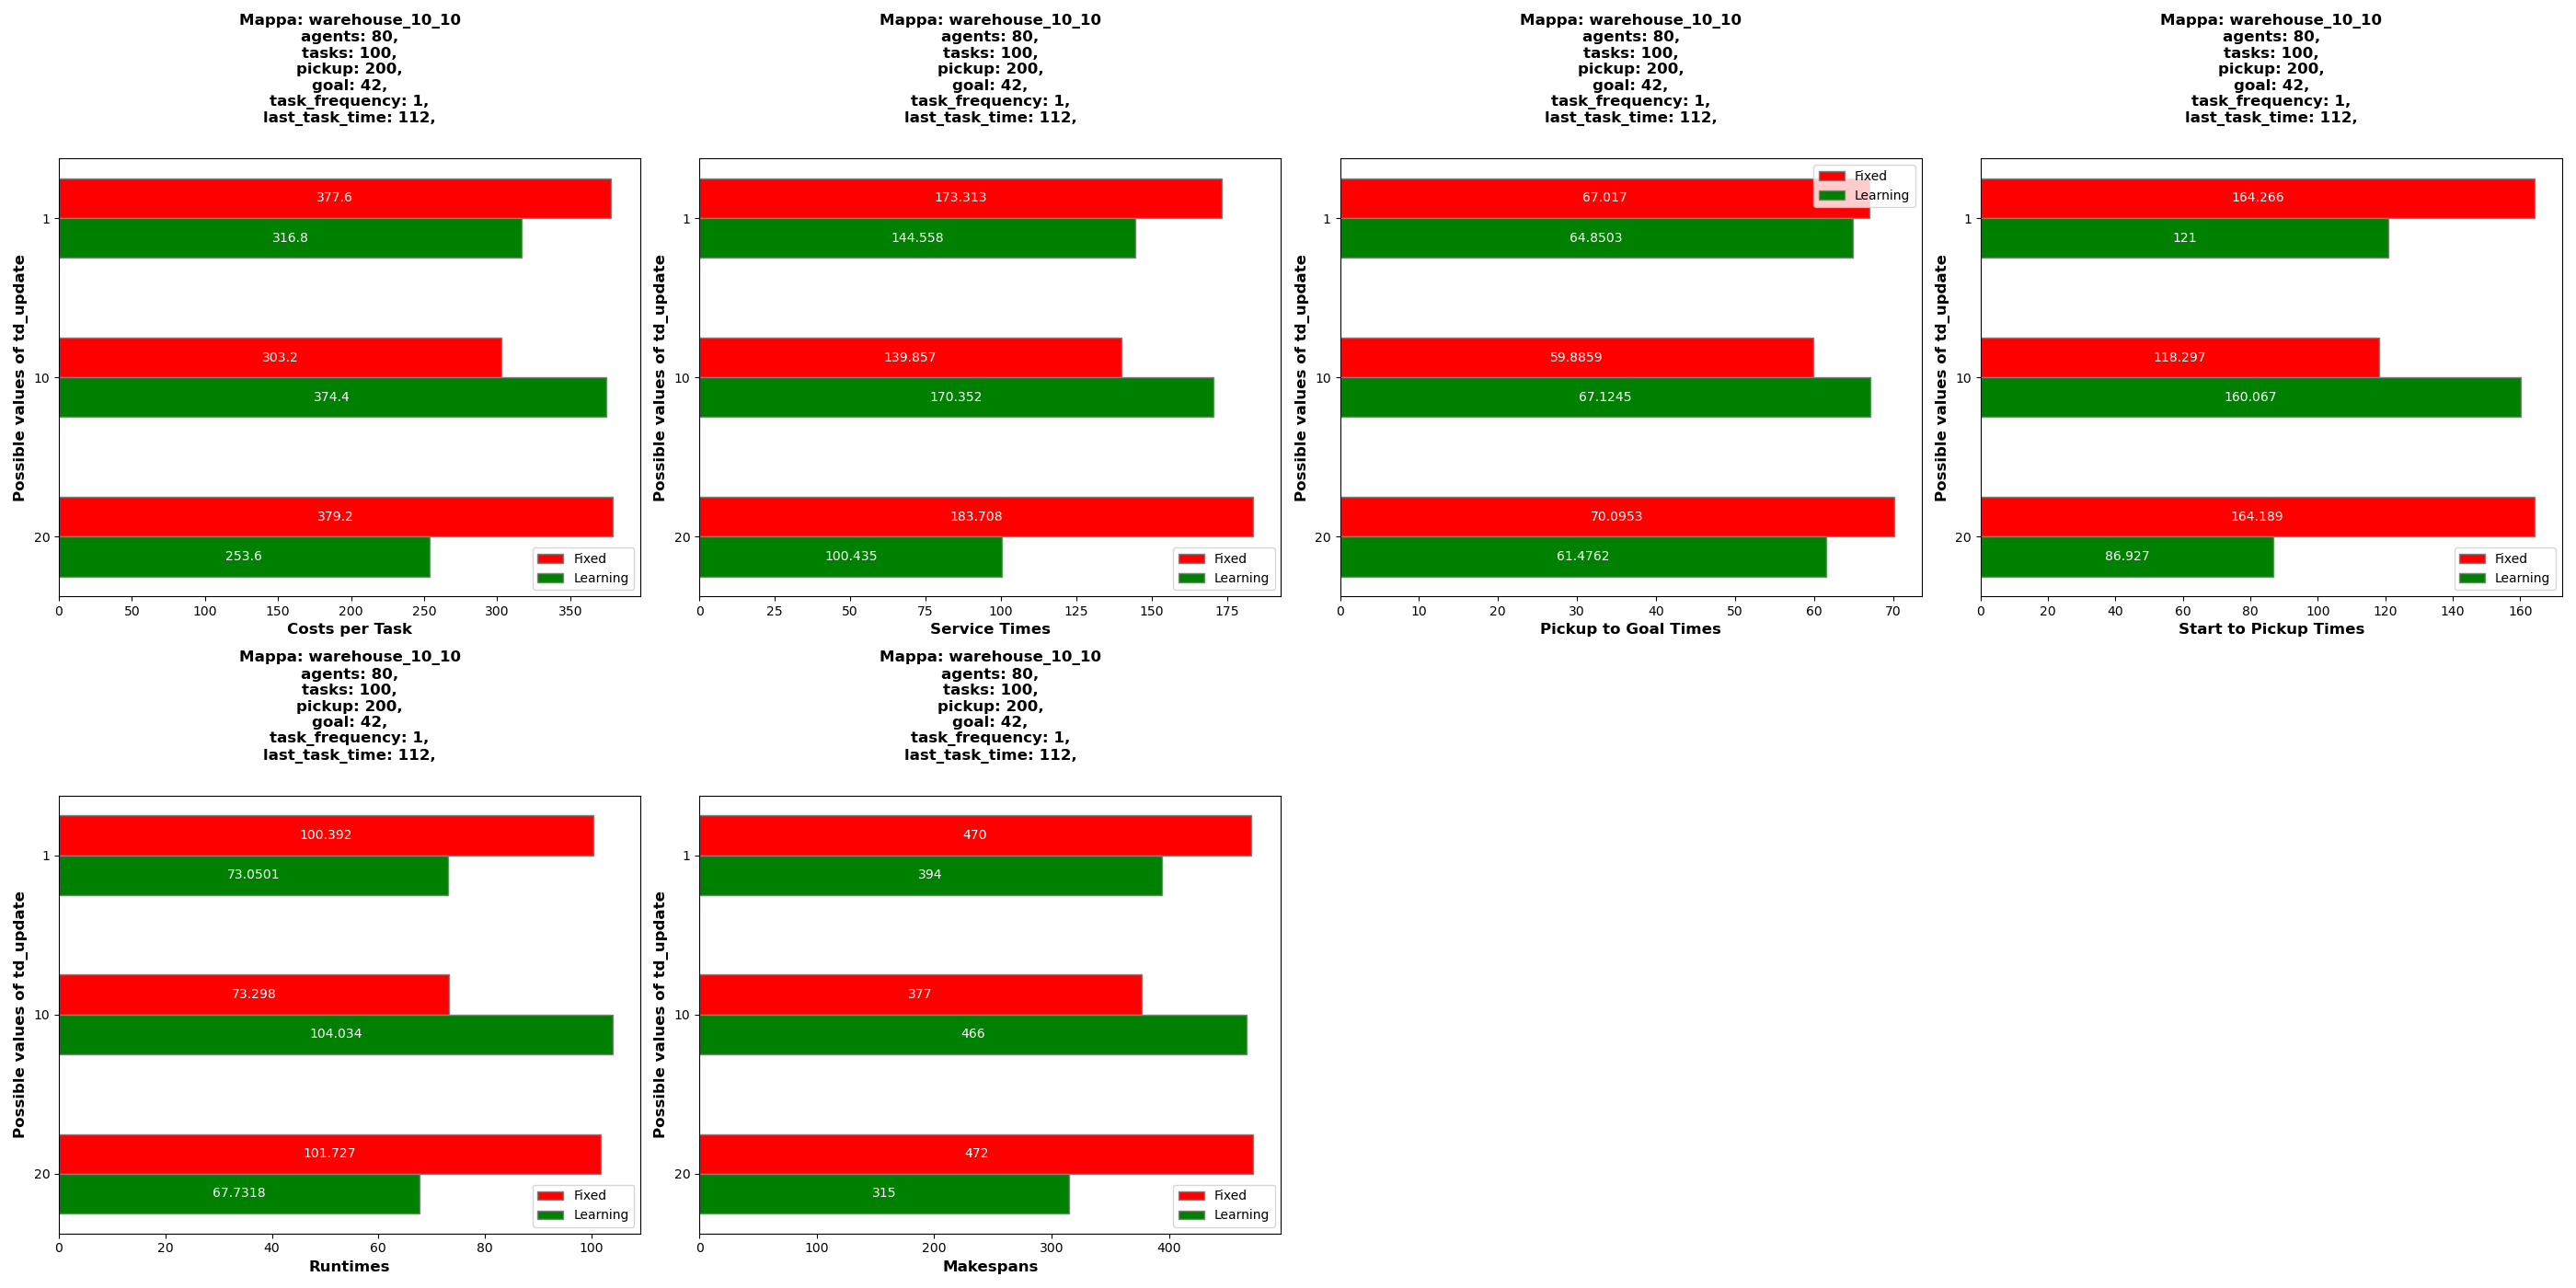 Mappa: warehouse_10_10
agents: 80,
tasks: 100,
pickup: 200,
goal: 42,
task_frequency: 1,
last_task_time: 112,
Possible values of td_update
1
10
20
377.6
316.8
303.2
374.4
379.2
253.6
Fixed
Learning
0 50 100 150 200 250 300 350
Costs per Task
Mappa: warehouse_10_10
agents: 80,
tasks: 100,
pickup: 200,
goal: 42,
task_frequency: 1,
last_task_time: 112,
Possible values of td_update
1
10
20
173.313
144.558
139.857
170.352
183.708
100.435
Fixed
Learning
0 25 50 75 100 125 150 175
Service Times
Mappa: warehouse_10_10
agents: 80,
tasks: 100,
pickup: 200,
goal: 42,
task_frequency: 1,
last_task_time: 112,
Possible values of td_update
1
10
20
Fixed
Learning
67.017
64.8503
59.8859
67.1245
70.0953
61.4762
0 10 20 30 40 50 60 70
Pickup to Goal Times
Mappa: warehouse_10_10
agents: 80,
tasks: 100,
pickup: 200,
goal: 42,
task_frequency: 1,
last_task_time: 112,
Possible values of td_update
1
10
20
164.266
121
118.297
160.067
164.189
86.927
Fixed
Learning
0 20 40 60 80 100 120 140 160
Start to Pickup Times
Mappa: warehouse_10_10
agents: 80,
tasks: 100,
pickup: 200,
goal: 42,
task_frequency: 1,
last_task_time: 112,
Possible values of td_update
1
10
20
100.392
73.0501
73.298
104.034
101.727
67.7318
Fixed
Learning
0 20 40 60 80 100
Runtimes
Mappa: warehouse_10_10
agents: 80,
tasks: 100,
pickup: 200,
goal: 42,
task_frequency: 1,
last_task_time: 112,
Possible values of td_update
1
10
20
470
394
377
466
472
315
Fixed
Learning
0 100 200 300 400
Makespans